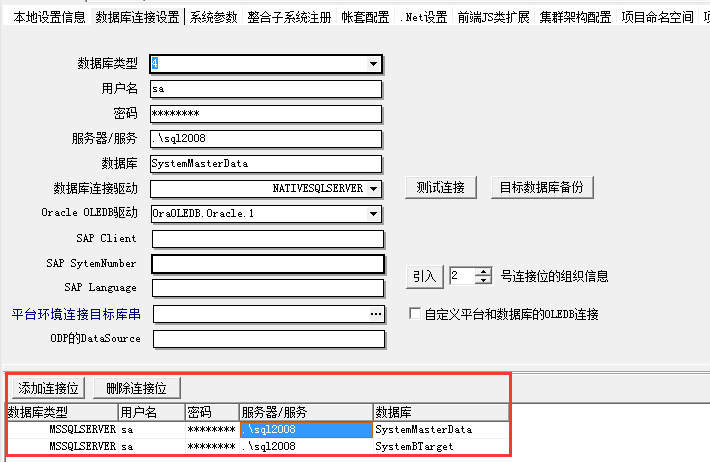 本地设置信息 数据库连接设置 系统参数 整合子系统注册 帐套配置 .Net设置 前端JS类扩展 集群架构配置 项目命名空间
数据库类型 4
用户名 sa
密码 ********
服务器/服务 .\sql2008
数据库 SystemMasterData
数据库连接驱动 NATIVESQLSERVER 测试连接 目标数据库备份
Oracle OLEDB驱动 OraOLEDB.Oracle.1
SAP Client
SAP SytemNumber 引入 2 号连接位的组织信息
SAP Language
平台环境连接目标库串 ... 自定义平台和数据库的OLEDB连接
ODP的DataSource
添加连接位 删除连接位
数据库类型 用户名 密码 服务器/服务 数据库
MSSQLSERVER sa ******** .\sql2008 SystemMasterData
MSSQLSERVER sa ******** .\sql2008 SystemBTarget